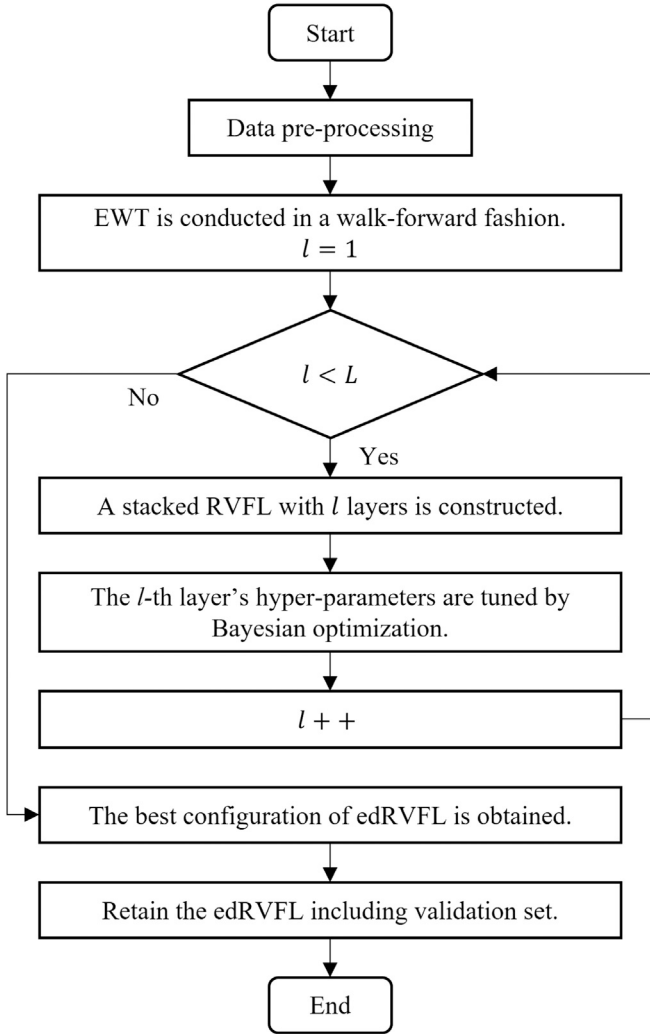 Start
Data pre-processing
EWT is conducted in a walk-forward fashion.
l = 1
l < L
No
Yes
A stacked RVFL with l layers is constructed.
The l-th layer’s hyper-parameters are tuned by
Bayesian optimization.
l + +
The best configuration of edRVFL is obtained.
Retain the edRVFL including validation set.
End